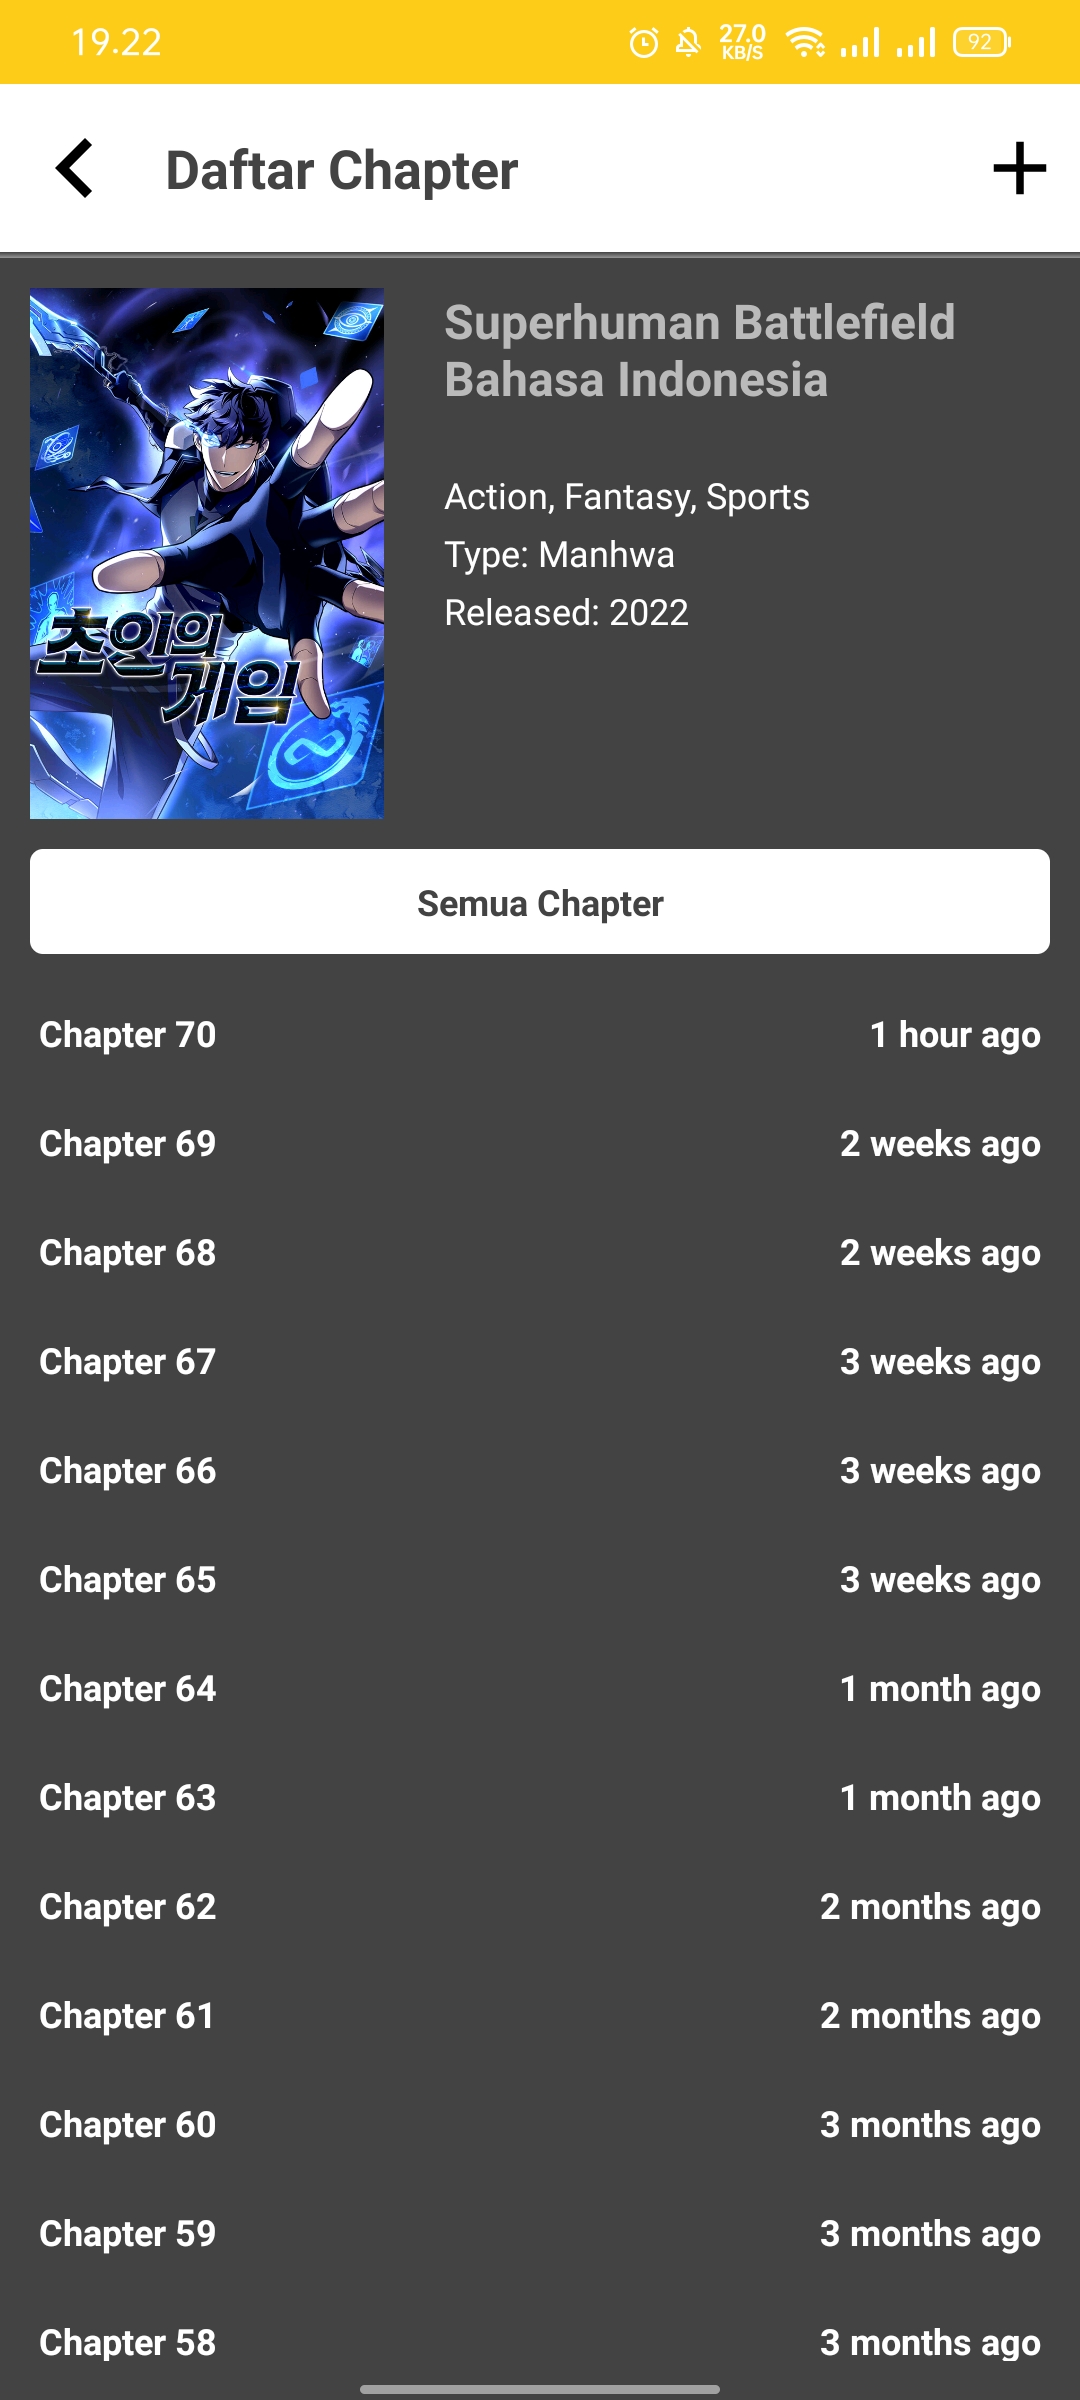 19.22
27.0
KB/S
92
Daftar Chapter
Superhuman Battlefield
Bahasa Indonesia
Action, Fantasy, Sports
Type: Manhwa
Released: 2022
초인의
게임
Semua Chapter
Chapter 70 1 hour ago
Chapter 69 2 weeks ago
Chapter 68 2 weeks ago
Chapter 67 3 weeks ago
Chapter 66 3 weeks ago
Chapter 65 3 weeks ago
Chapter 64 1 month ago
Chapter 63 1 month ago
Chapter 62 2 months ago
Chapter 61 2 months ago
Chapter 60 3 months ago
Chapter 59 3 months ago
Chapter 58 3 months ago